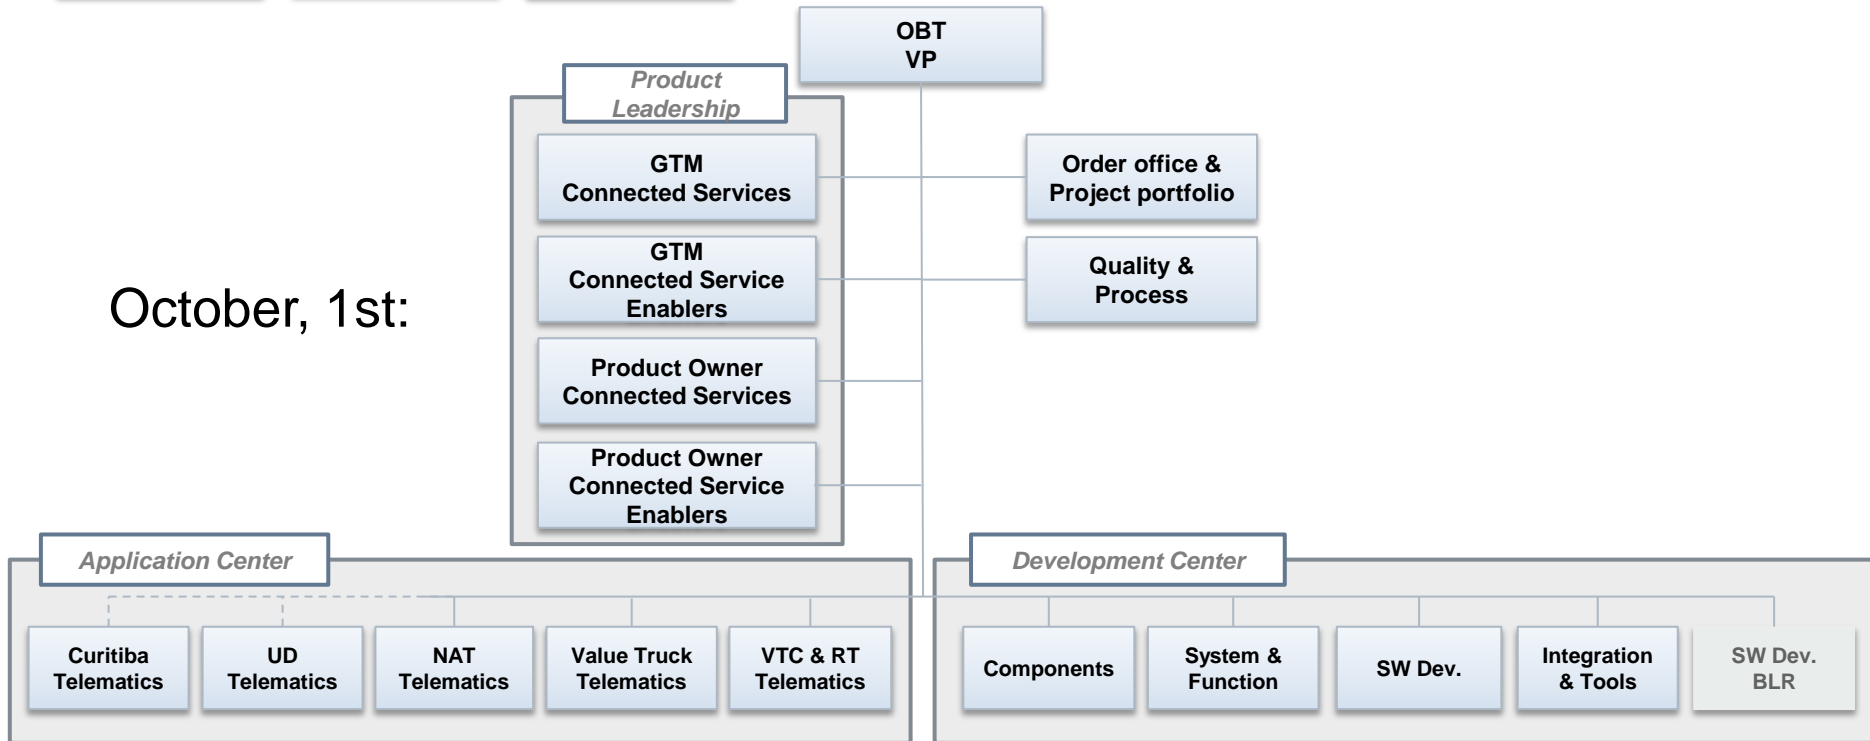 OBT
VP
Product
Leadership
GTM
Connected Services
Order office &
Project portfolio
GTM
Connected Service
Enablers
Quality &
Process
October, 1st:
Product Owner
Connected Services
Product Owner
Connected Service
Enablers
Application Center
Development Center
Curitiba
Telematics
UD
Telematics
NAT
Telematics
Value Truck
Telematics
VTC & RT
Telematics
Components
System &
Function
SW Dev.
Integration
& Tools
SW Dev.
BLR